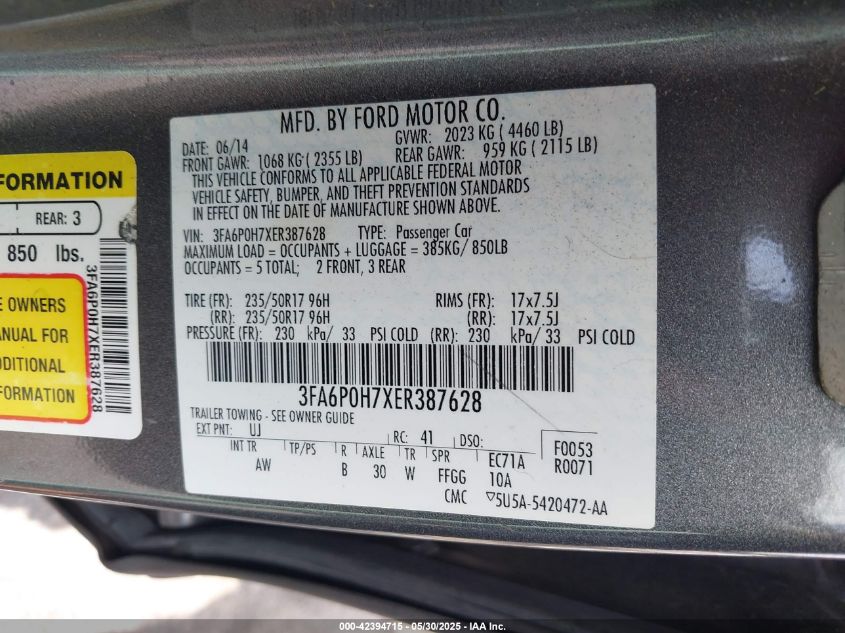 FORMATION
REAR: 3
850 lbs.
E OWNERS
ANUAL FOR
DDITIONAL
FORMATION
3FA6P0H7XER387628
MFD. BY FORD MOTOR CO.
DATE: 06/14 GVWR: 2023 KG ( 4460 LB)
FRONT GAWR: 1068 KG ( 2355 LB) REAR GAWR: 959 KG ( 2115 LB)
THIS VEHICLE CONFORMS TO ALL APPLICABLE FEDERAL MOTOR
VEHICLE SAFETY, BUMPER, AND THEFT PREVENTION STANDARDS
IN EFFECT ON THE DATE OF MANUFACTURE SHOWN ABOVE.
VIN: 3FA6P0H7XER387628 TYPE: Passenger Car
MAXIMUM LOAD = OCCUPANTS + LUGGAGE = 385KG/ 850LB
OCCUPANTS = 5 TOTAL; 2 FRONT, 3 REAR
TIRE (FR): 235/50R17 96H RIMS (FR): 17x7.5J
(RR): 235/50R17 96H (RR): 17x7.5J
PRESSURE (FR): 230 kPa/ 33 PSI COLD (RR): 230 kPa/ 33 PSI COLD
3FA6P0H7XER387628
TRAILER TOWING - SEE OWNER GUIDE
EXT PNT: UJ RC: 41 DSO: F0053
INT TR TP/PS R AXLE TR SPR EC71A R0071
AW B 30 W FFGG 10A
CMC ▽5U5A-5420472-AA
000-42394715 — 05/30/2025 — IAA Inc.